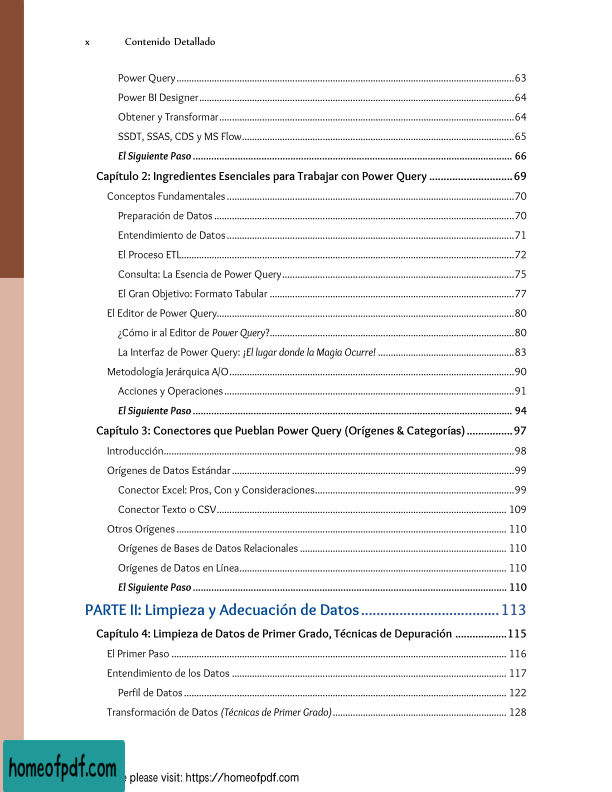 x Contenido Detallado
Power Query 63
Power BI Designer 64
Obtener y Transformar 64
SSDT, SSAS, CDS y MS Flow 65
El Siguiente Paso 66
Capítulo 2: Ingredientes Esenciales para Trabajar con Power Query 69
Conceptos Fundamentales 70
Preparación de Datos 70
Entendimiento de Datos 71
El Proceso ETL 72
Consulta: La Esencia de Power Query 75
El Gran Objetivo: Formato Tabular 77
El Editor de Power Query 80
¿Cómo ir al Editor de Power Query? 80
La Interfaz de Power Query: ¡El lugar donde la Magia Ocurre! 83
Metodología Jerárquica A/O 90
Acciones y Operaciones 91
El Siguiente Paso 94
Capítulo 3: Conectores que Pueblan Power Query (Orígenes & Categorías) 97
Introducción 98
Orígenes de Datos Estándar 99
Conector Excel: Pros, Con y Consideraciones 99
Conector Texto o CSV 109
Otros Orígenes 110
Orígenes de Bases de Datos Relacionales 110
Orígenes de Datos en Línea 110
El Siguiente Paso 110
PARTE II: Limpieza y Adecuación de Datos 113
Capítulo 4: Limpieza de Datos de Primer Grado, Técnicas de Depuración 115
El Primer Paso 116
Entendimiento de los Datos 117
Perfil de Datos 122
Transformación de Datos (Técnicas de Primer Grado) 128
homeofpdf.com
please visit: https://homeofpdf.com